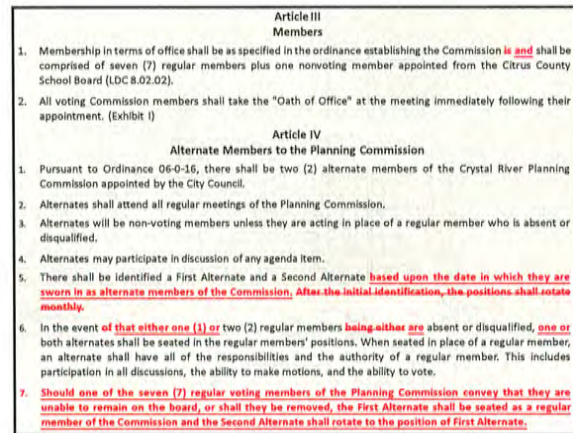 Article III
Members
1. Membership in terms of office shall be as specified in the ordinance establishing the Commission is and shall be
comprised of seven (7) regular members plus one nonvoting member appointed from the Citrus County
School Board (LDC 8.02.02).
2. All voting Commission members shall take the "Oath of Office" at the meeting immediately following their
appointment. (Exhibit I)
Article IV
Alternate Members to the Planning Commission
1. Pursuant to Ordinance 06-0-16, there shall be two (2) alternate members of the Crystal River Planning
Commission appointed by the City Council.
2. Alternates shall attend all regular meetings of the Planning Commission.
3. Alternates will be non-voting members unless they are acting in place of a regular member who is absent or
disqualified.
4. Alternates may participate in discussion of any agenda item.
5. There shall be identified a First Alternate and a Second Alternate based upon the date in which they are
sworn in as alternate members of the Commission. After the initial identification, the positions shall rotate
monthly.
6. In the event of that either one (1) or two (2) regular members being either are absent or disqualified, one or
both alternates shall be seated in the regular members' positions. When seated in place of a regular member,
an alternate shall have all of the responsibilities and the authority of a regular member. This includes
participation in all discussions, the ability to make motions, and the ability to vote.
7. Should one of the seven (7) regular voting members of the Planning Commission convey that they are
unable to remain on the board, or shall they be removed, the First Alternate shall be seated as a regular
member of the Commission and the Second Alternate shall rotate to the position of First Alternate.